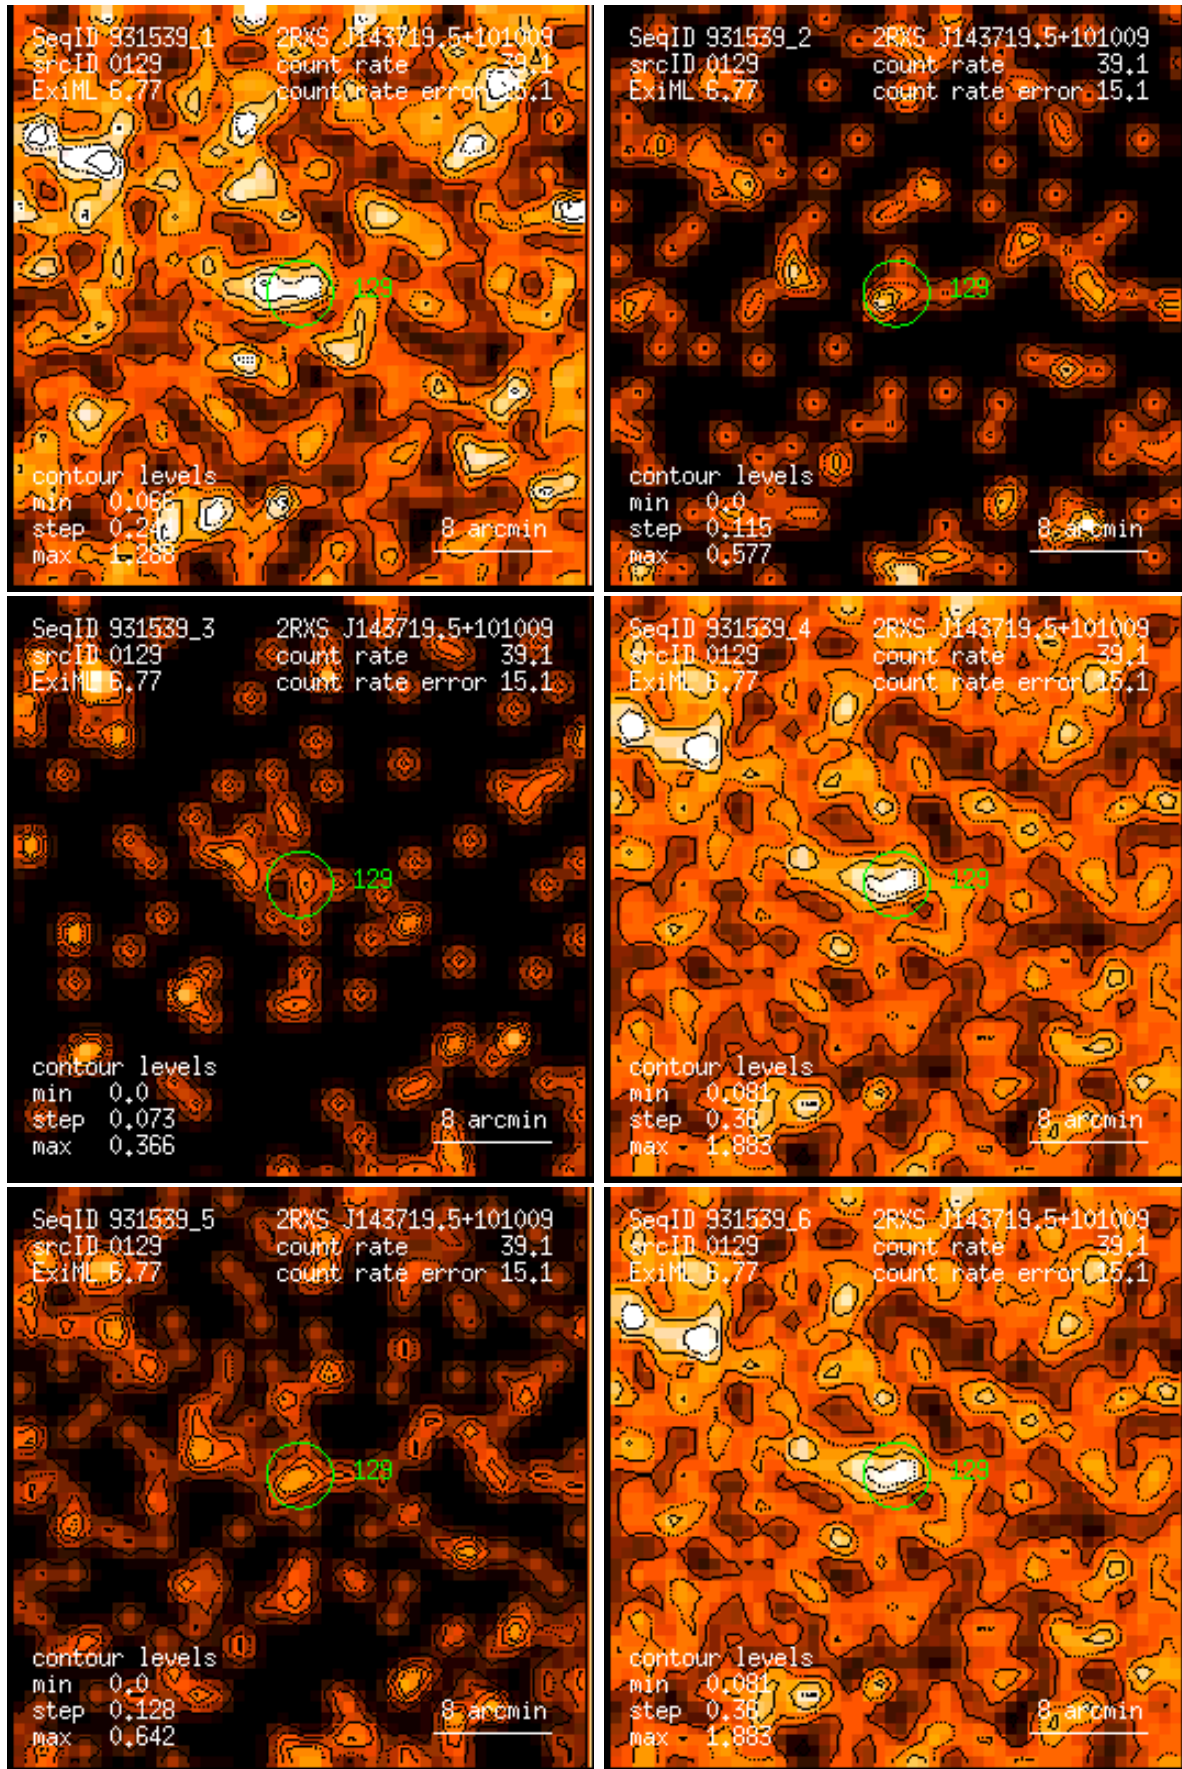 SeqID 931539_1 2RXS J143719.5+101009
srcID 0129 count rate 39.1
ExiML 6.77 count rate error 15.1
129
contour levels
min 0.066
step 0.24
max 1.288
8 arcmin
SeqID 931539_2 2RXS J143719.5+101009
srcID 0129 count rate 39.1
ExiML 6.77 count rate error 15.1
129
contour levels
min 0.0
step 0.115
max 0.577
8 arcmin
SeqID 931539_3 2RXS J143719.5+101009
srcID 0129 count rate 39.1
ExiML 6.77 count rate error 15.1
129
contour levels
min 0.0
step 0.073
max 0.366
8 arcmin
SeqID 931539_4 2RXS J143719.5+101009
srcID 0129 count rate 39.1
ExiML 6.77 count rate error 15.1
129
contour levels
min 0.081
step 0.36
max 1.883
8 arcmin
SeqID 931539_5 2RXS J143719.5+101009
srcID 0129 count rate 39.1
ExiML 6.77 count rate error 15.1
129
contour levels
min 0.0
step 0.128
max 0.642
8 arcmin
SeqID 931539_6 2RXS J143719.5+101009
srcID 0129 count rate 39.1
ExiML 6.77 count rate error 15.1
129
contour levels
min 0.081
step 0.36
max 1.883
8 arcmin